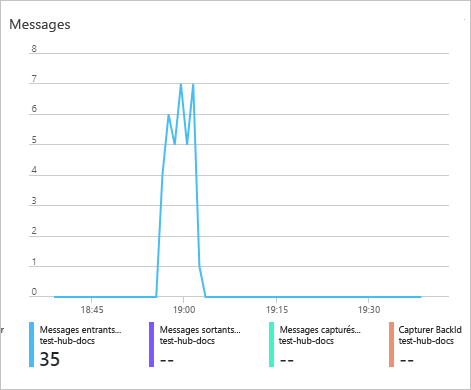 Messages
8
7
6
5
4
3
2
1
0
18:45
19:00
19:15
19:30
r
Messages entrants...
test-hub-docs
35
Messages sortants...
test-hub-docs
--
Messages capturés...
test-hub-docs
--
Capturer Backld
test-hub-docs
--